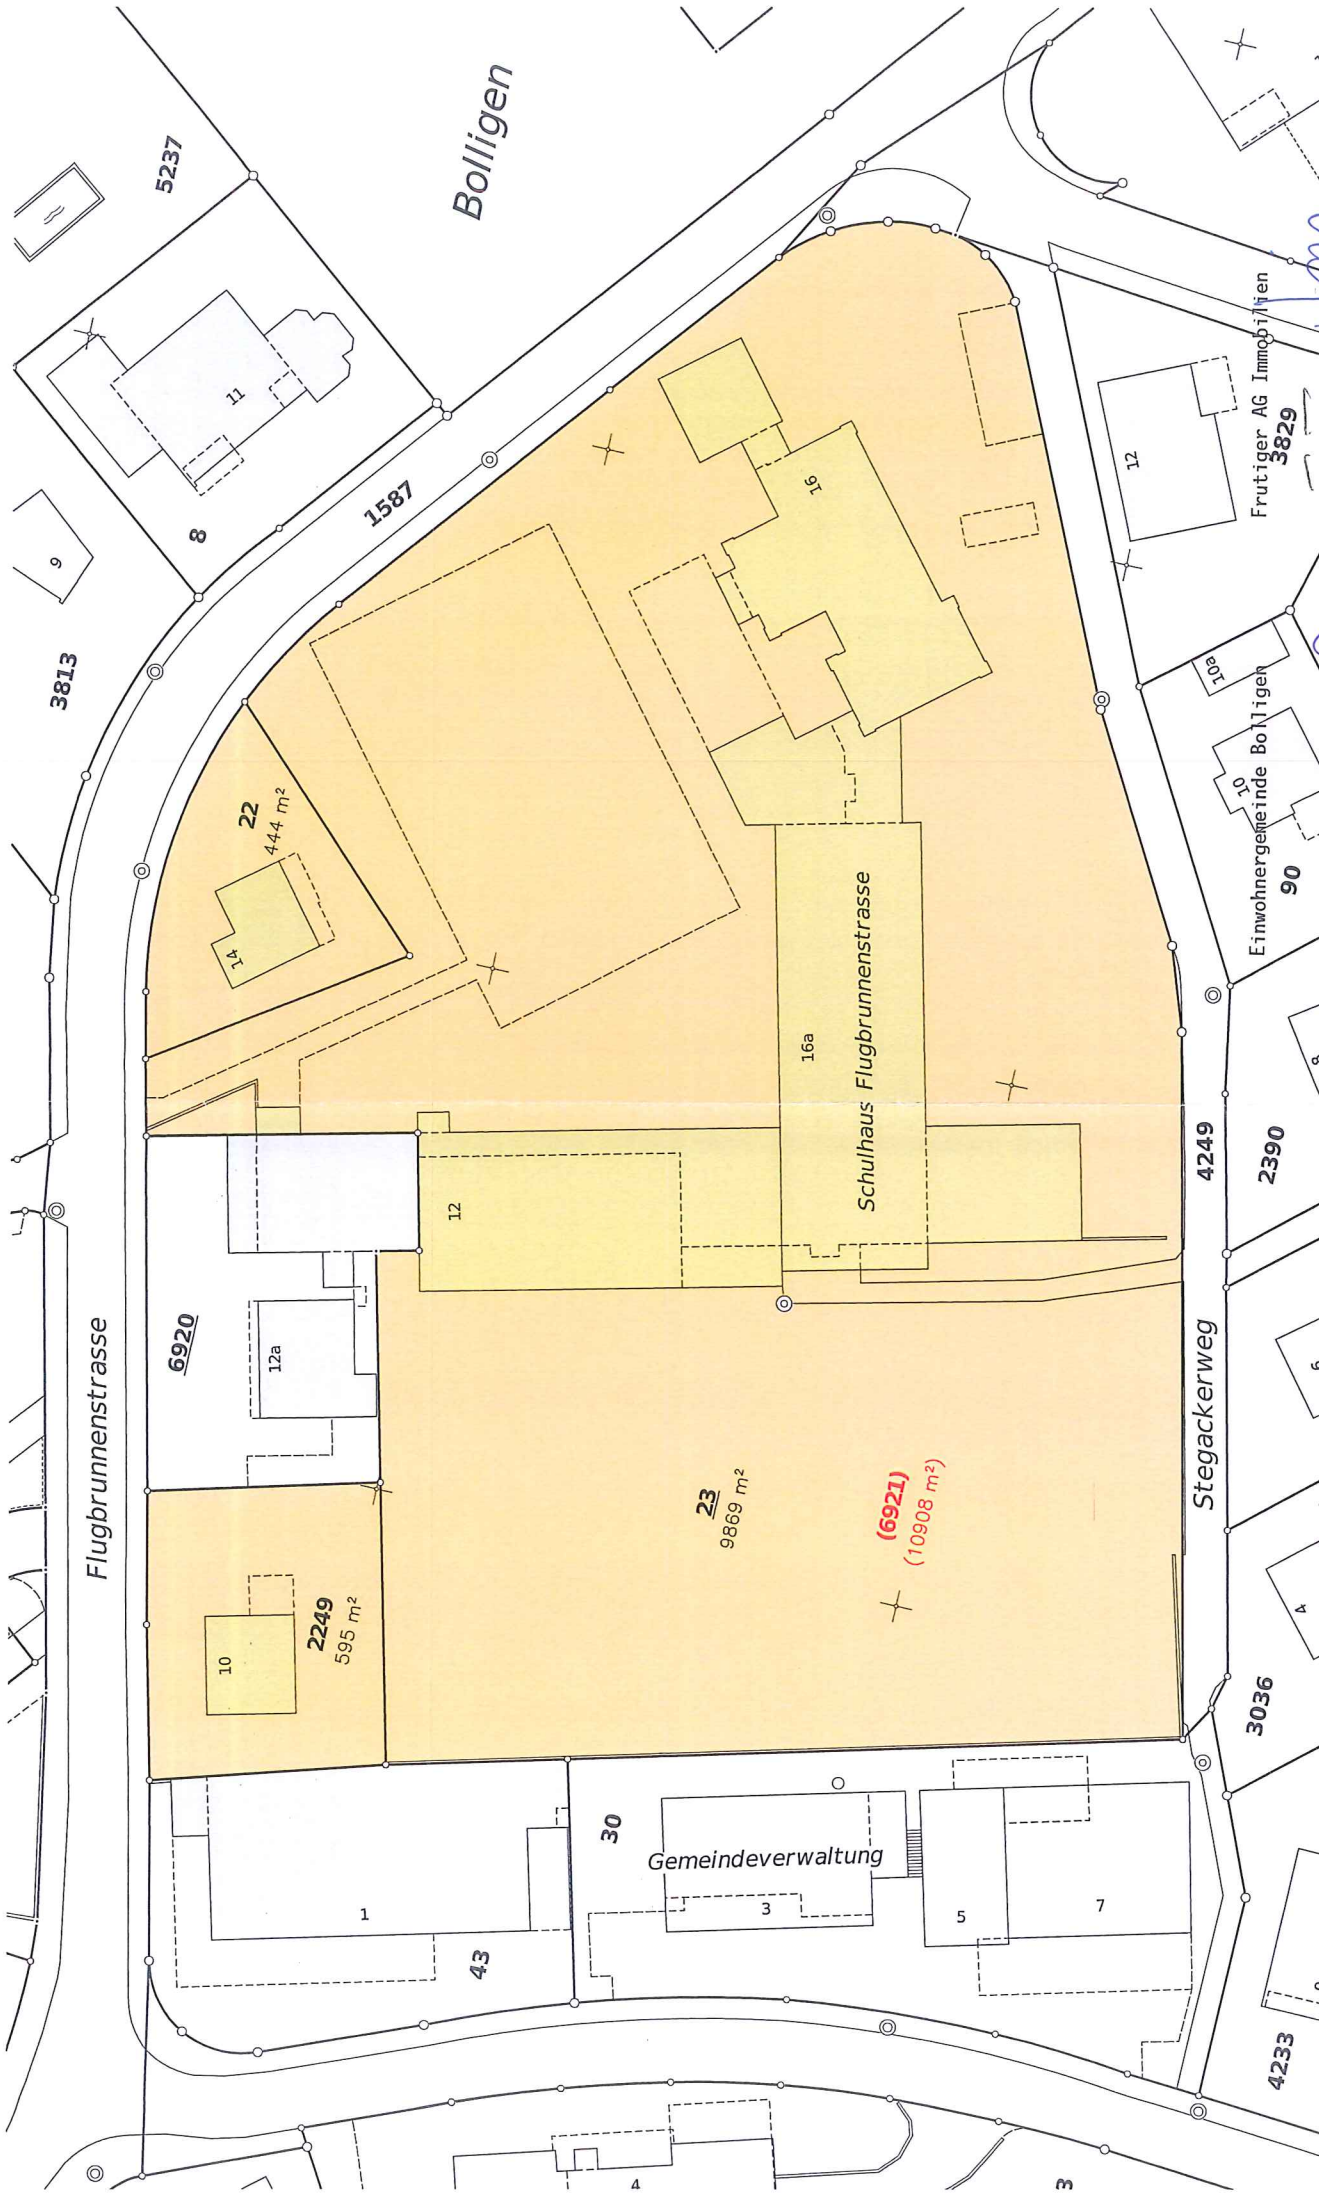 5237
Bolligen
11
9
8
1587
3813
16
22
444 m²
14
12
Frutiger AG Immobilien
3829
10a
10
Einwohnergemeinde Bolligen
90
16a
Schulhaus Flugbrunnenstrasse
12
4249
2390
8
Flugbrunnenstrasse
6920
12a
Stegackerweg
6
23
9869 m²
(6921)
(10908 m²)
10
2249
595 m²
4
3036
30
Gemeindeverwaltung
1
43
3
5
7
4233
4
3